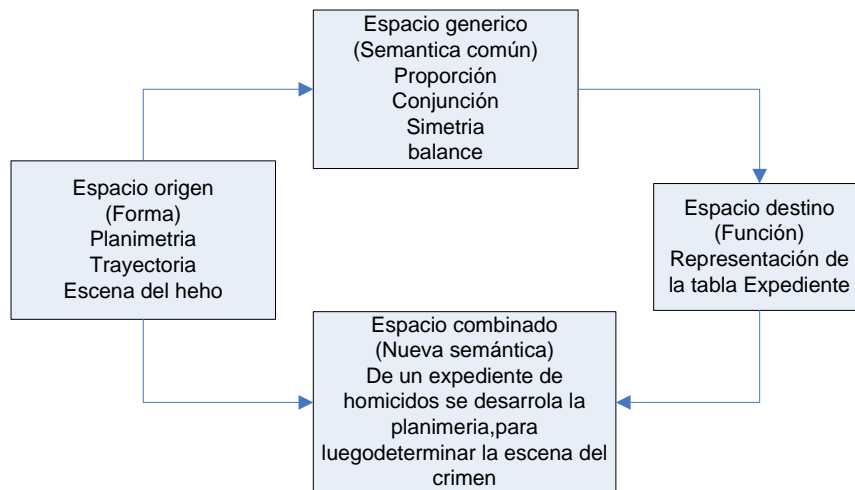 Espacio generico
(Semantica común)
Proporción
Conjunción
Simetria
balance
Espacio origen
(Forma)
Planimetria
Trayectoria
Escena del heho
Espacio destino
(Función)
Representación de
la tabla Expediente
Espacio combinado
(Nueva semántica)
De un expediente de
homicidos se desarrola la
planimeria,para
luegodeterminar la escena del
crimen